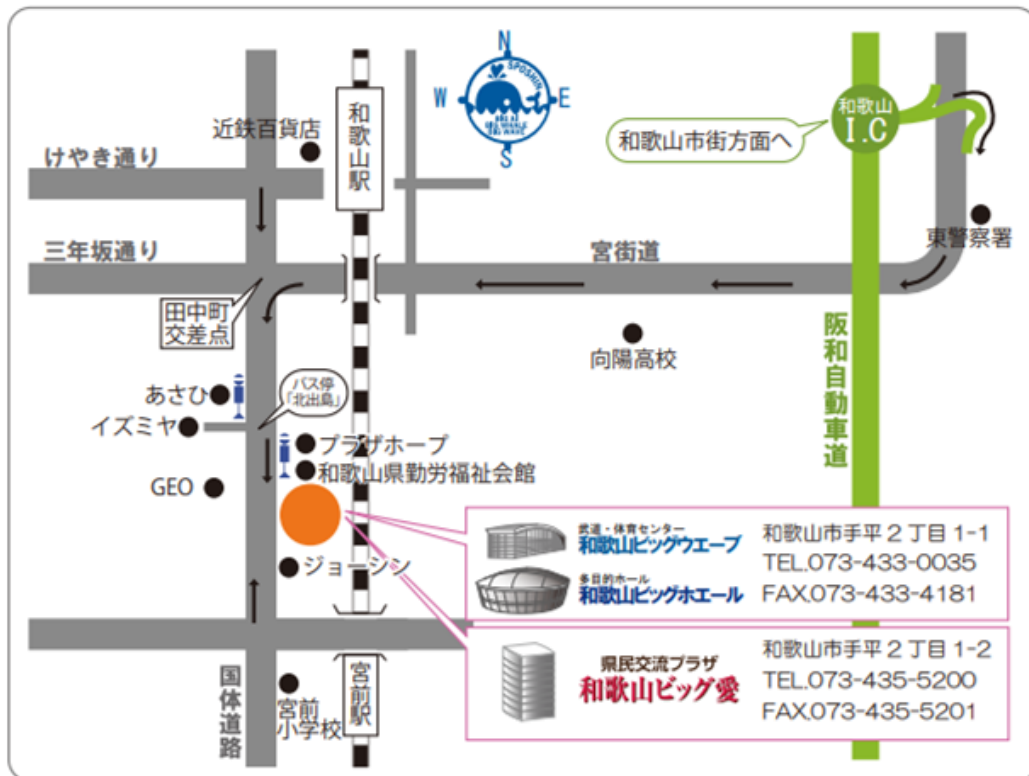 N
W
E
S
SPOSHIR
BIG AI
BIG WHALE
BIG WAVE
和歌山
I.C
和歌山市街方面へ
近鉄百貨店
和歌山駅
けやき通り
東警察署
三年坂通り
宮街道
田中町
交差点
阪和自動車道
向陽高校
バス停
「北出島」
あさひ
イズミヤ
プラザホープ
和歌山県勤労福祉会館
GEO
ジョーシン
武道・体育センター
和歌山ビッグウエーブ
多目的ホール
和歌山ビッグホエール
和歌山市手平2丁目1-1
TEL.073-433-0035
FAX.073-433-4181
県民交流プラザ
和歌山ビッグ愛
和歌山市手平2丁目1-2
TEL.073-435-5200
FAX.073-435-5201
国体道路
宮前
小学校
宮前駅